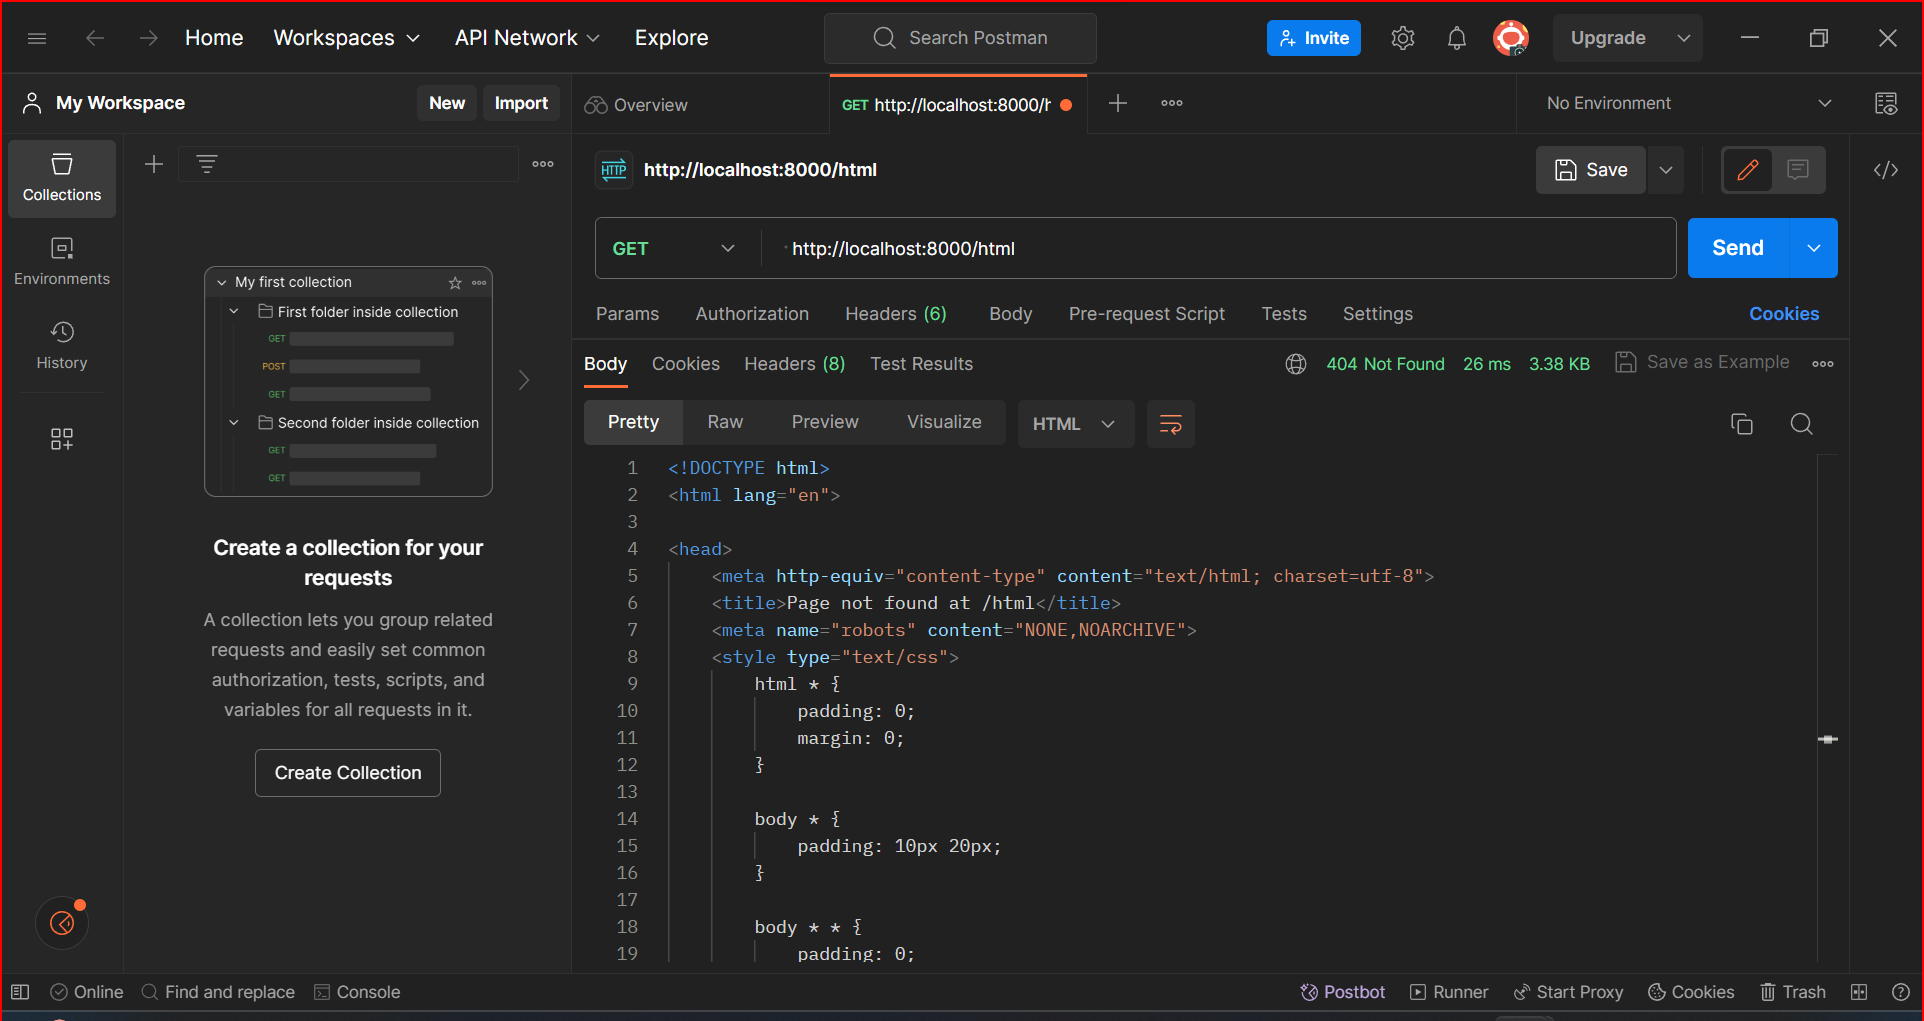 Home Workspaces API Network Explore Search Postman Invite Upgrade
My Workspace New Import Overview GET http://localhost:8000/h No Environment
Collections
Environments
History
My first collection
First folder inside collection
GET
POST
GET
Second folder inside collection
GET
GET
Create a collection for your
requests
A collection lets you group related
requests and easily set common
authorization, tests, scripts, and
variables for all requests in it.
Create Collection
HTTP http://localhost:8000/html Save </>
GET http://localhost:8000/html Send
Params Authorization Headers (6) Body Pre-request Script Tests Settings Cookies
Body Cookies Headers (8) Test Results 404 Not Found 26 ms 3.38 KB Save as Example
Pretty Raw Preview Visualize HTML
1 <!DOCTYPE html>
2 <html lang="en">
3
4 <head>
5 <meta http-equiv="content-type" content="text/html; charset=utf-8">
6 <title>Page not found at /html</title>
7 <meta name="robots" content="NONE,NOARCHIVE">
8 <style type="text/css">
9 html * {
10 padding: 0;
11 margin: 0;
12 }
13
14 body * {
15 padding: 10px 20px;
16 }
17
18 body * * {
19 padding: 0;
Online Find and replace Console Postbot Runner Start Proxy Cookies Trash